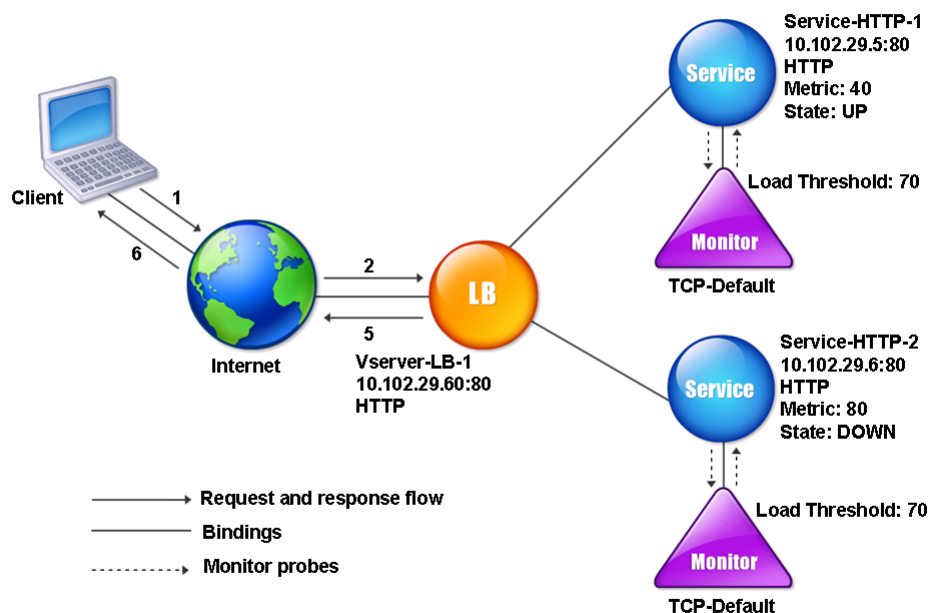 Service-HTTP-1
10.102.29.5:80
HTTP
Metric: 40
State: UP
Service
Load Threshold: 70
Monitor
TCP-Default
Client
1
6
2
LB
5
Internet
Vserver-LB-1
10.102.29.60:80
HTTP
Service-HTTP-2
10.102.29.6:80
HTTP
Metric: 80
State: DOWN
Service
Load Threshold: 70
Monitor
TCP-Default
Request and response flow
Bindings
Monitor probes